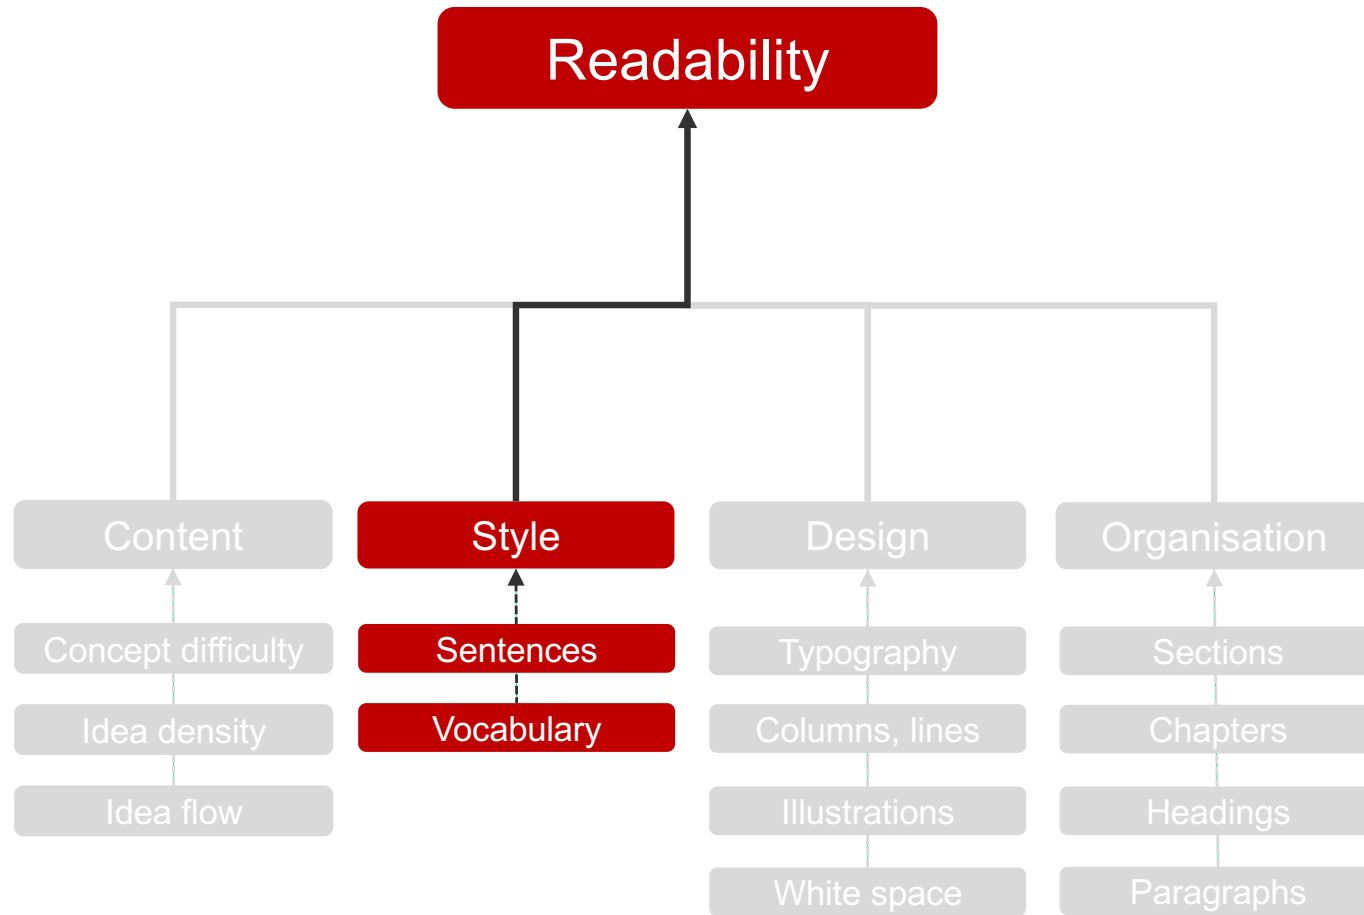 Readability
Content
Concept difficulty
Idea density
Idea flow
Style
Sentences
Vocabulary
Design
Typography
Columns, lines
Illustrations
White space
Organisation
Sections
Chapters
Headings
Paragraphs